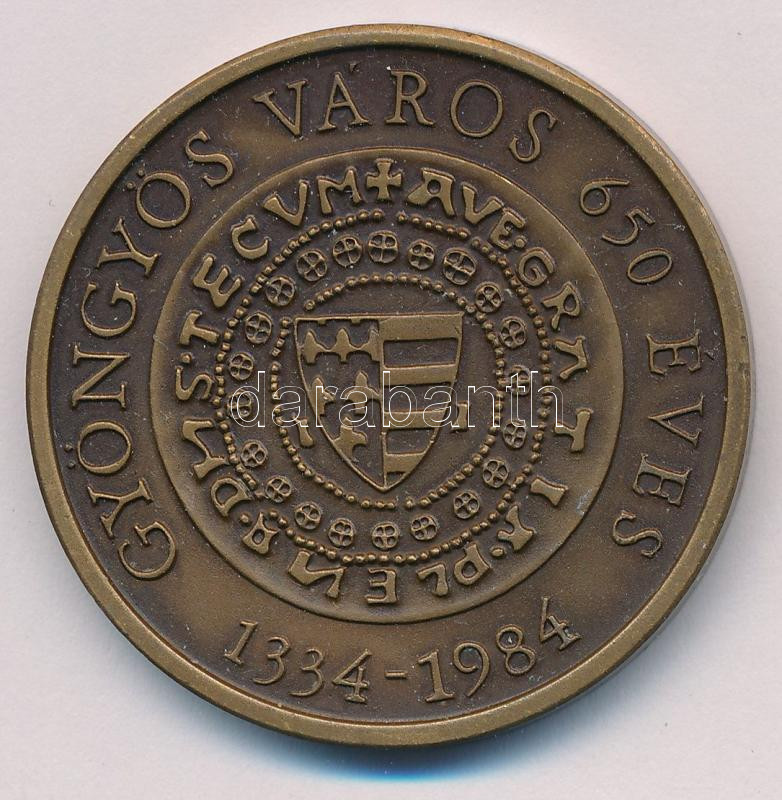 GYÖNGYÖS VÁROS 650 ÉVES
1334-1984
✠ AVE·GRATIA·PLENA·DNS·TECVM
darabanth